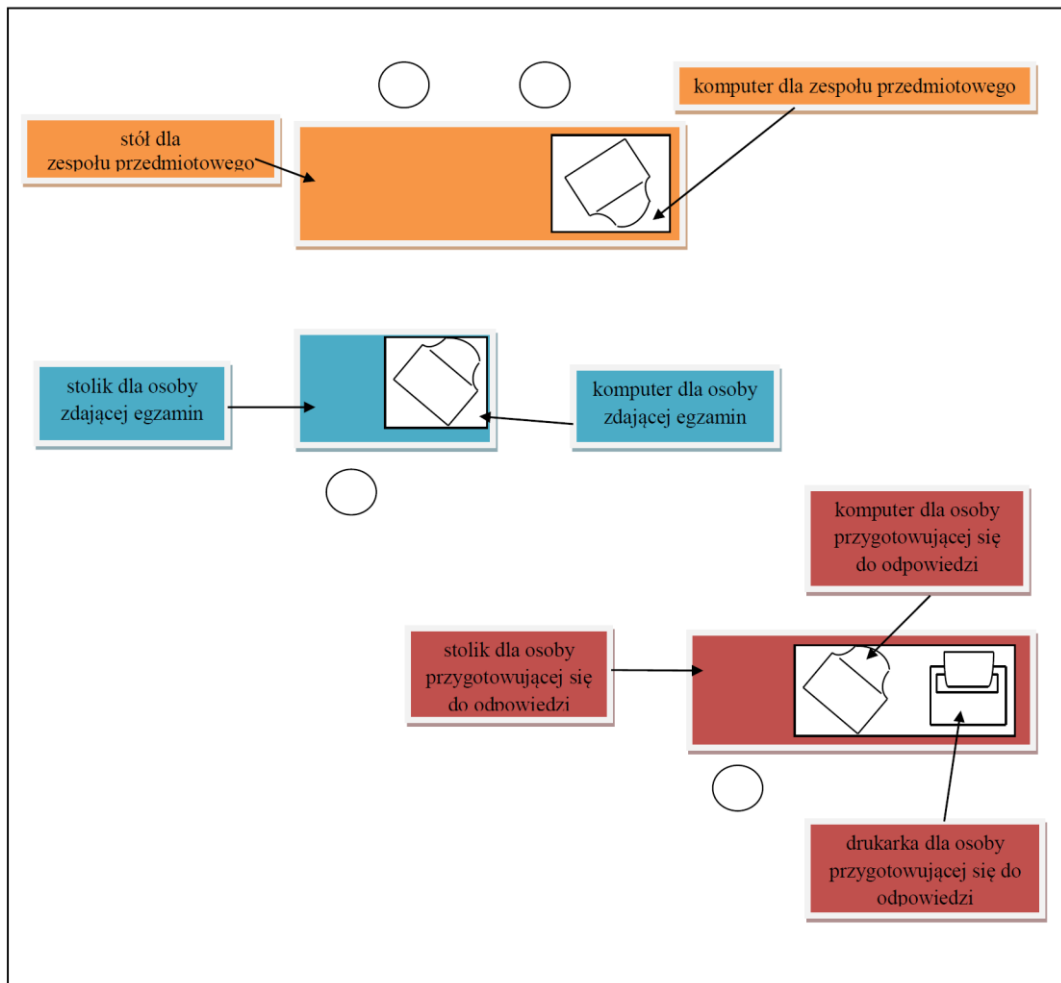 komputer dla zespołu przedmiotowego
stół dla
zespołu przedmiotowego
stolik dla osoby
zdającej egzamin
komputer dla osoby
zdającej egzamin
komputer dla osoby
przygotowującej się
do odpowiedzi
stolik dla osoby
przygotowującej się
do odpowiedzi
drukarka dla osoby
przygotowującej się do
odpowiedzi